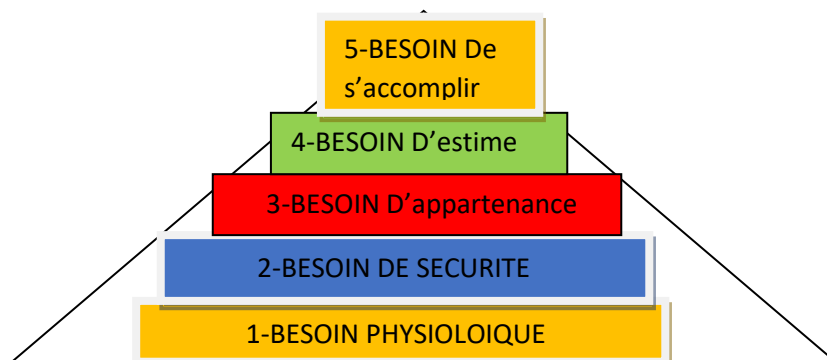 5-BESOIN De
s’accomplir
4-BESOIN D’estime
3-BESOIN D’appartenance
2-BESOIN DE SECURITE
1-BESOIN PHYSIOLOIQUE